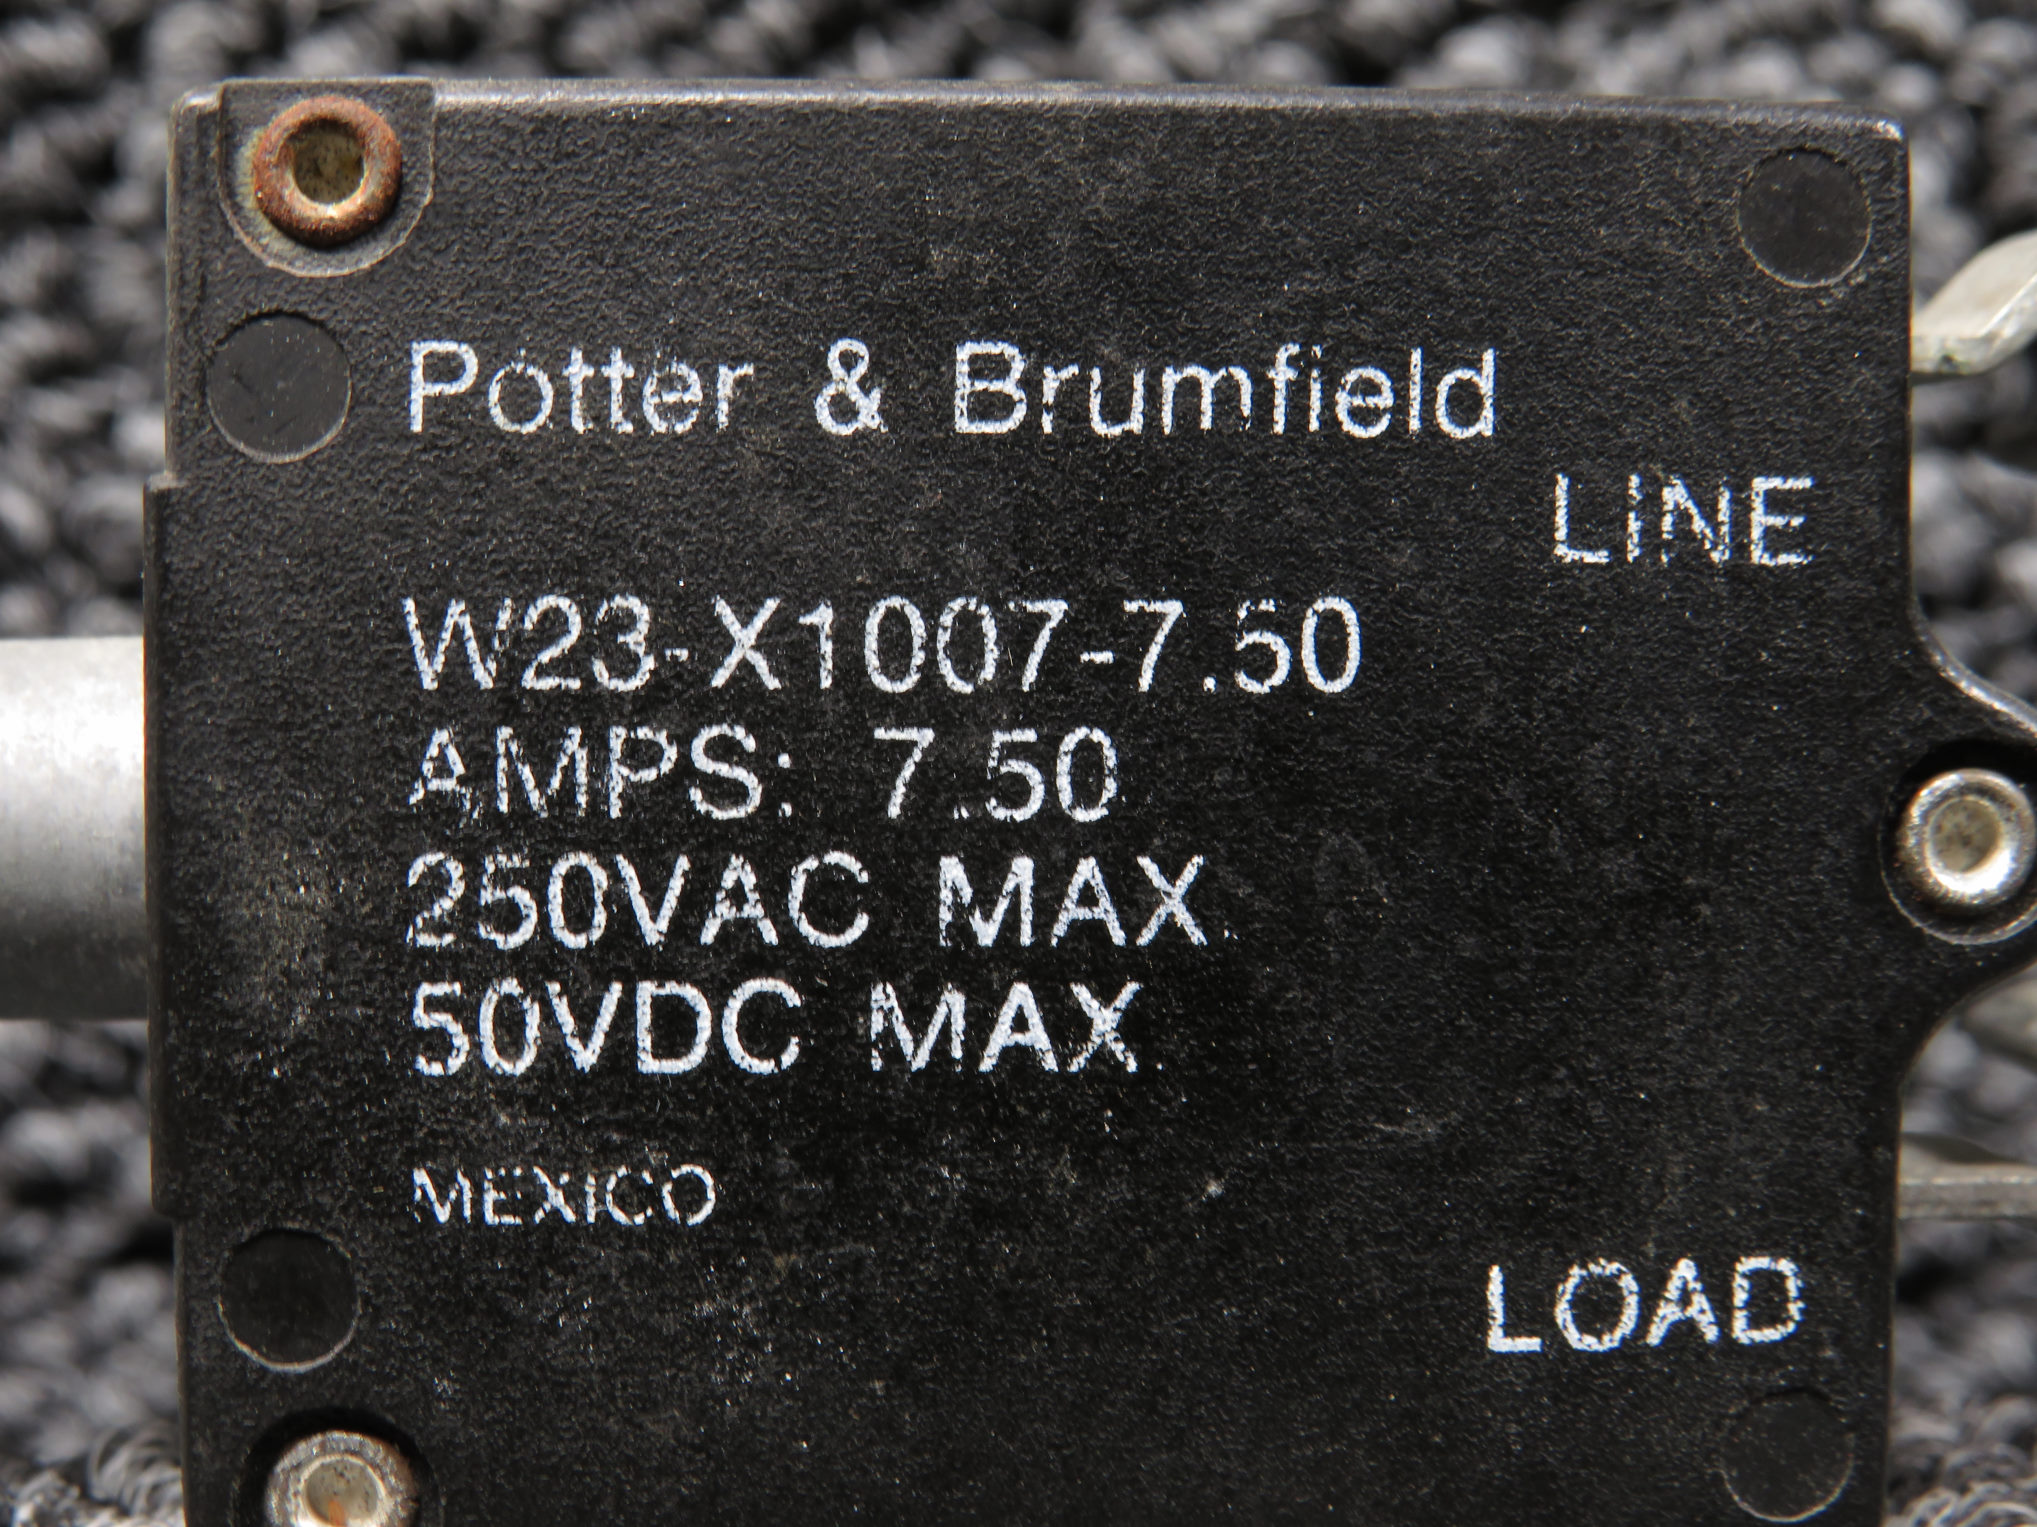 Potter & Brumfield
LINE
W23-X1007-7.50
AMPS: 7.50
250VAC MAX.
50VDC MAX.
MEXICO
LOAD